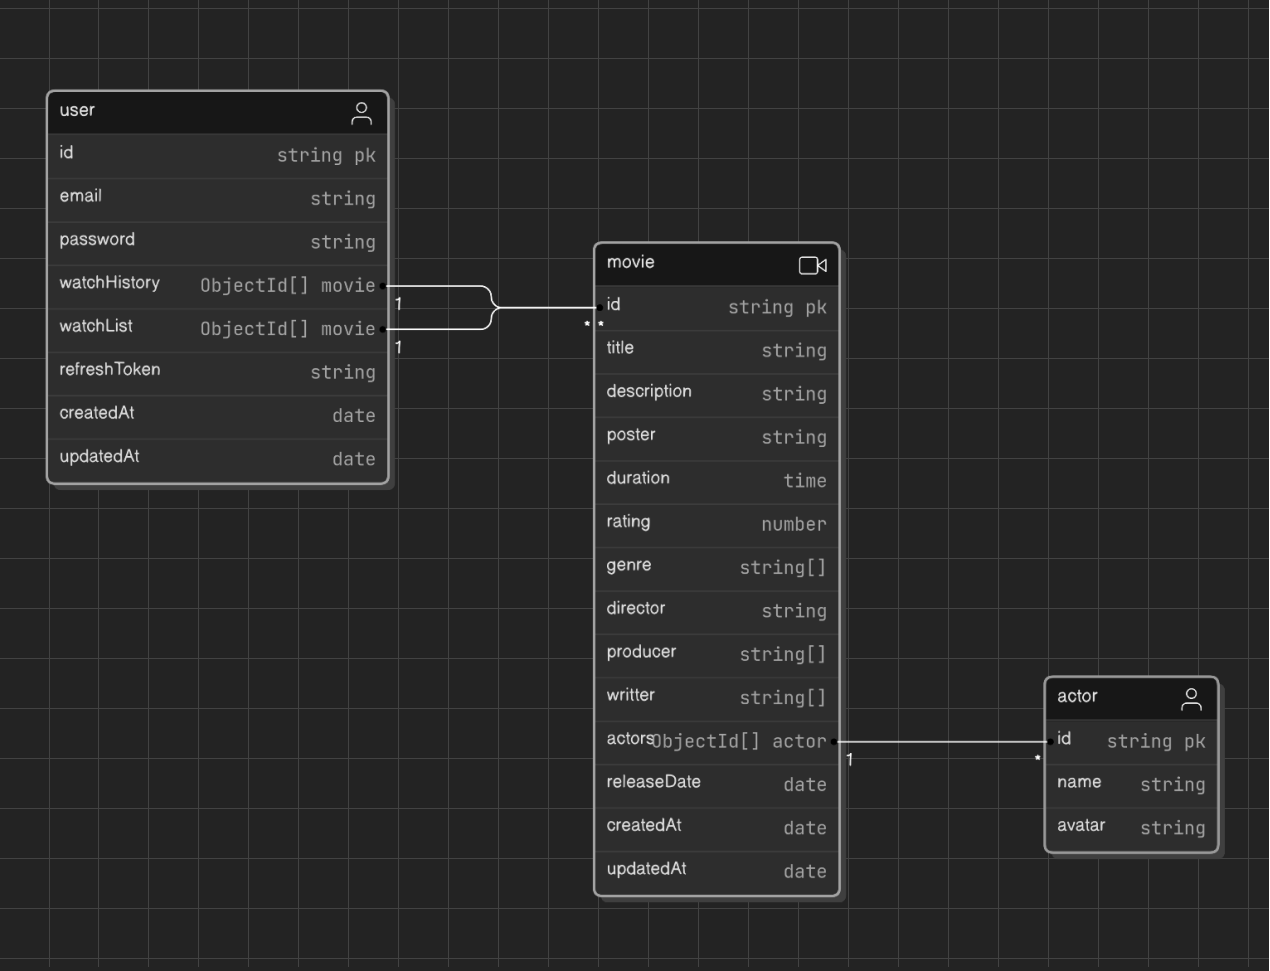 user
id string pk
email string
password string
watchHistory ObjectId[] movie
1
watchList ObjectId[] movie
1
refreshToken string
createdAt date
updatedAt date
movie
id string pk
* *
title string
description string
poster string
duration time
rating number
genre string[]
director string
producer string[]
writter string[]
actors ObjectId[] actor
1
releaseDate date
createdAt date
updatedAt date
actor
id string pk
*
name string
avatar string